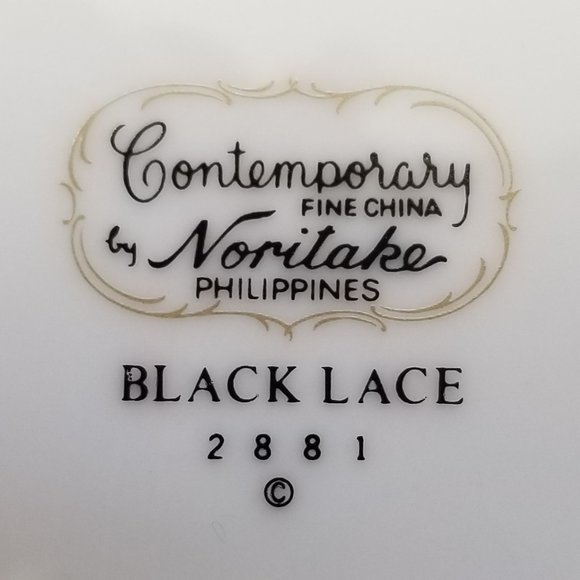 Contemporary
FINE CHINA
by Noritake
PHILIPPINES
BLACK LACE
2881
©